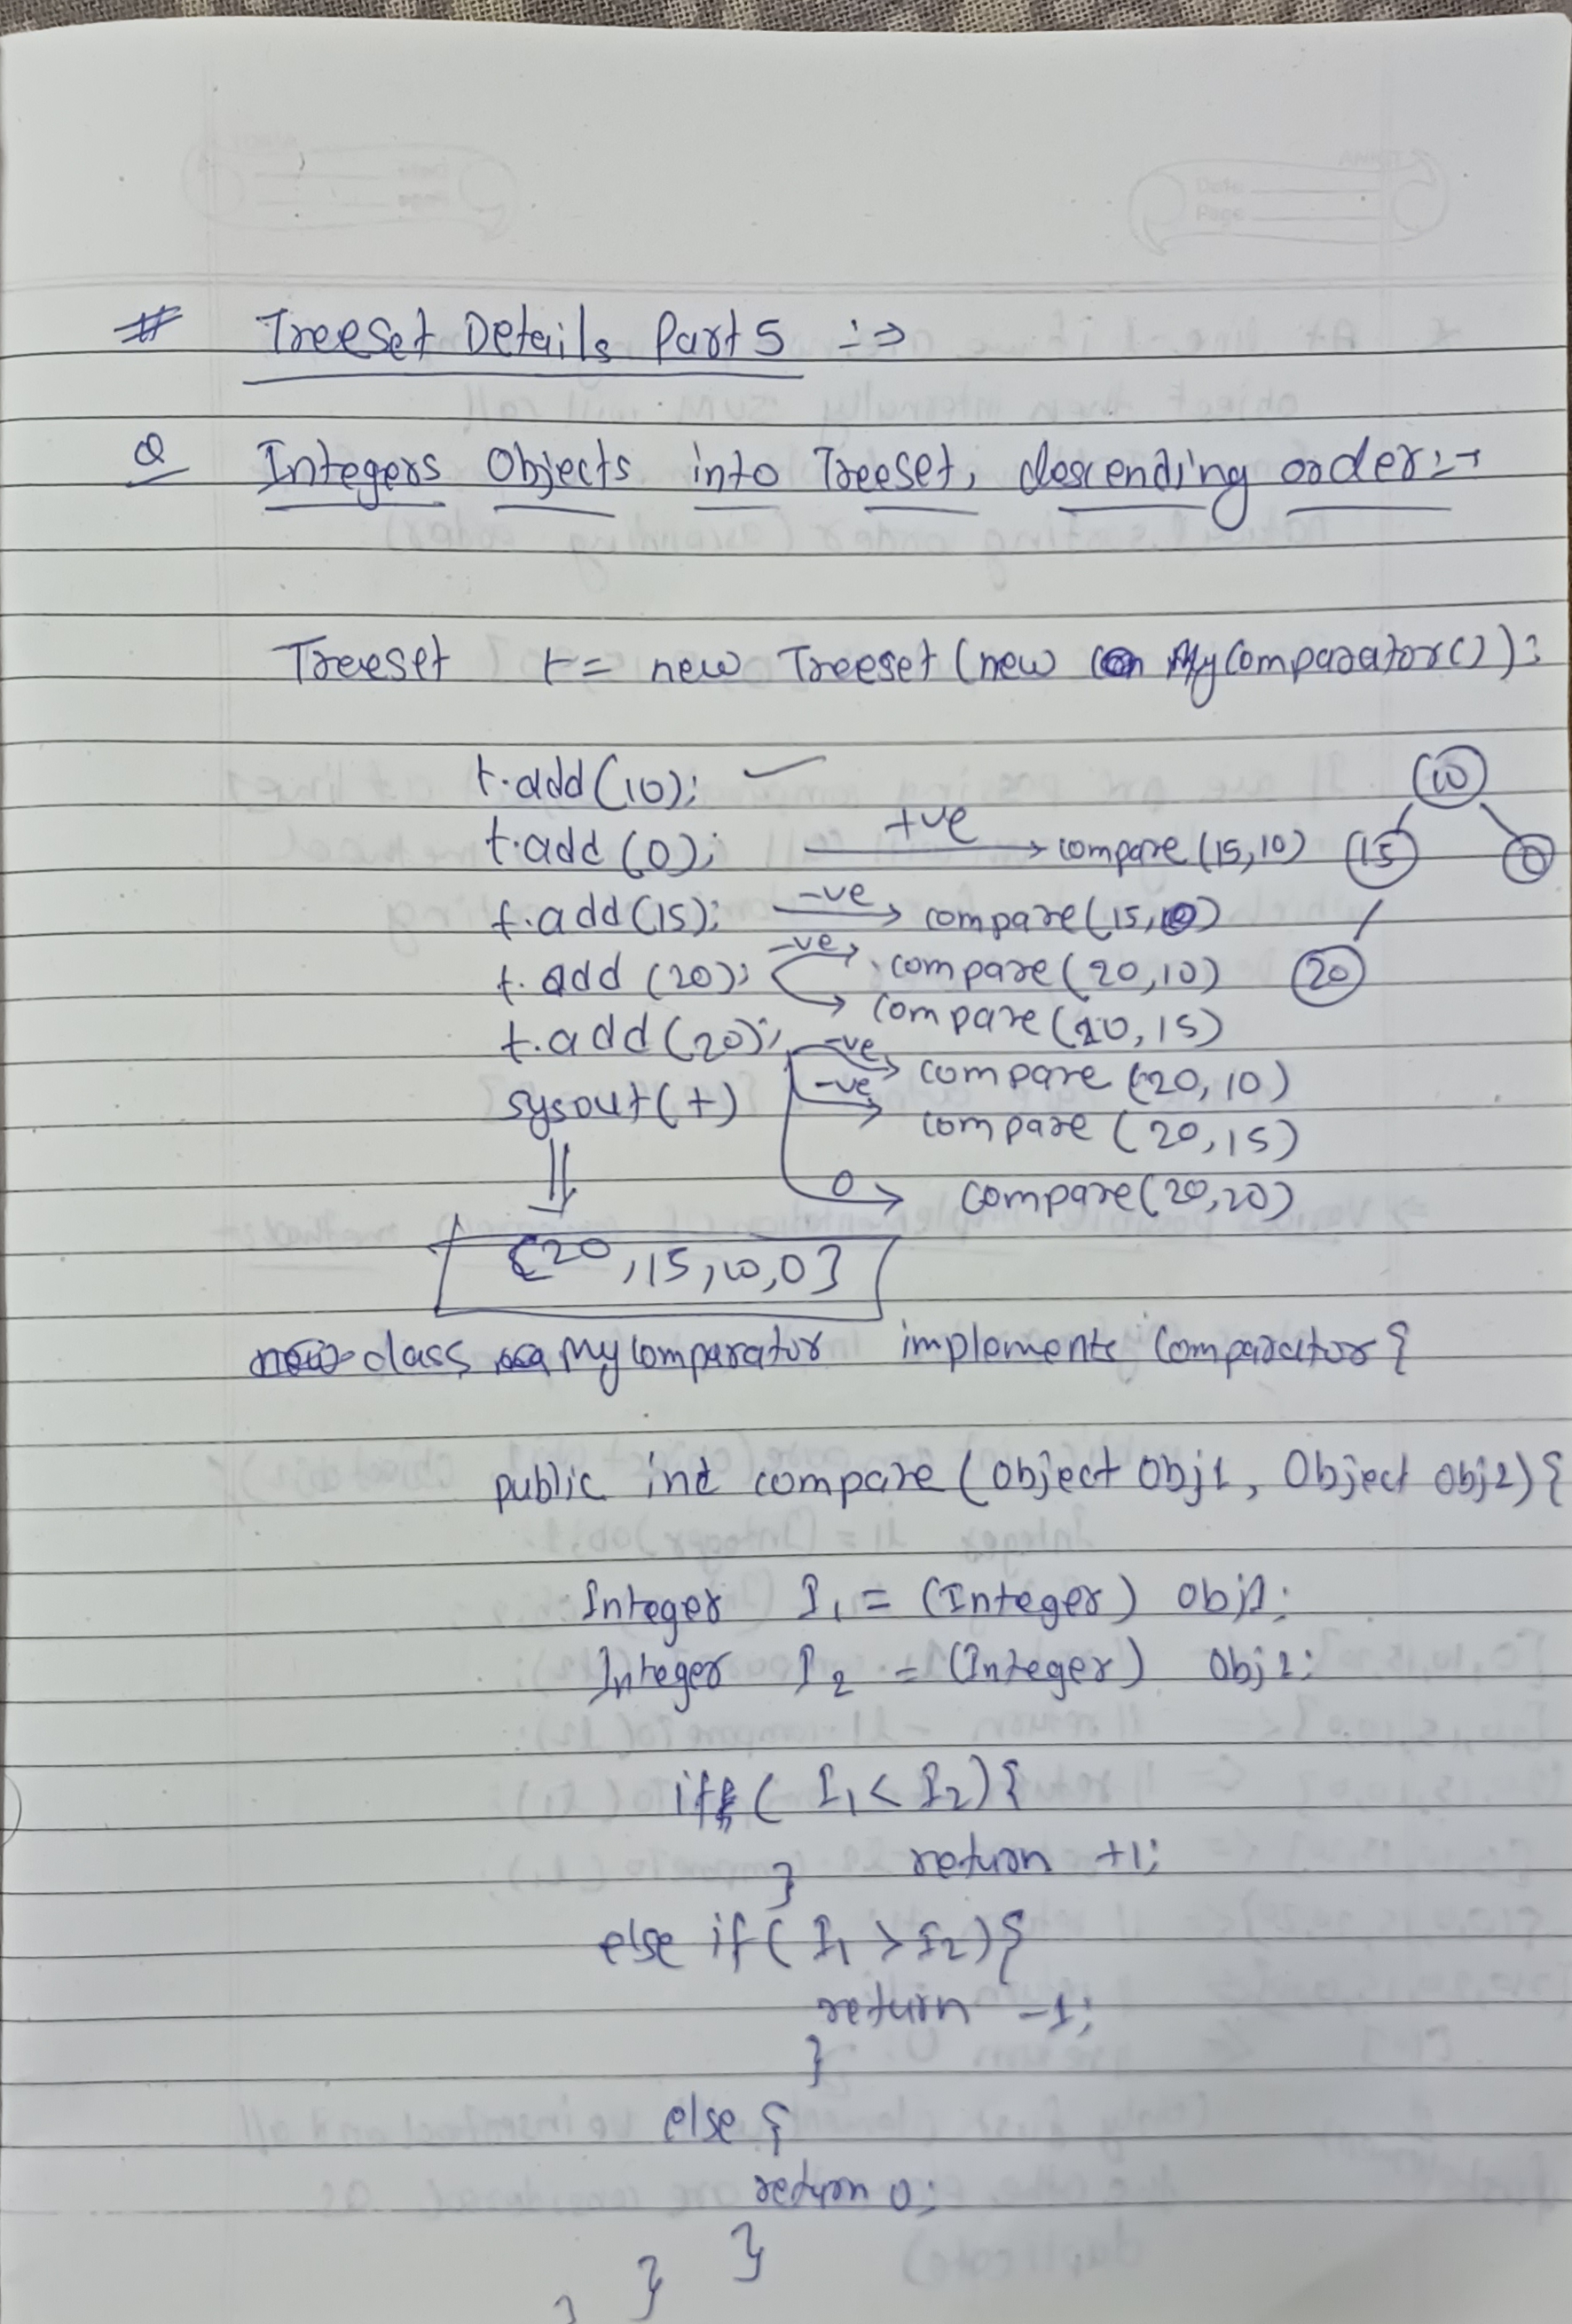 # TreeSet Details Part 5 :⇒
Q Integers Objects into TreeSet, descending order:→
Treeset t = new Treeset (new MyComparator());
t.add(10); ✓
t.add(0); +ve → compare(15,10)
t.add(15); -ve → compare(15,10)
t.add(20); -ve → compare(20,10)
→ compare(20,15)
t.add(20); -ve → compare(20,10)
-ve → compare(20,15)
sysout(t)
0 → compare(20,20)
10
15 0
20
{20,15,10,0}
class Mycomparator implements Comparator{
public int compare (Object Obj1, Object obj2){
Integer I1 = (Integer) obj1;
Integer I2 = (Integer) obj2;
if( I1 < I2){
return +1;
}
else if( I1 > I2){
return -1;
}
else {
return 0;
}
}
}